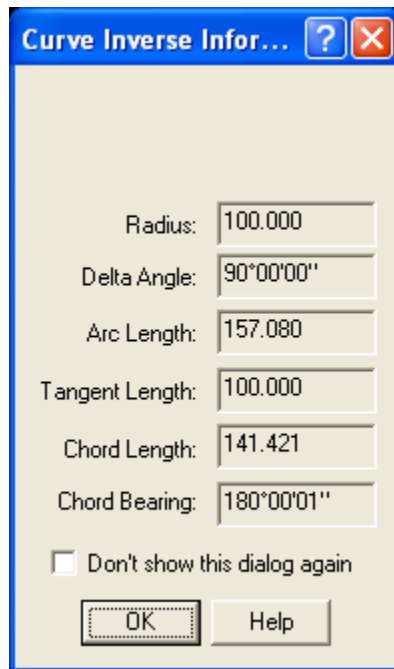 Curve Inverse Infor...
Radius: 100.000
Delta Angle: 90°00'00"
Arc Length: 157.080
Tangent Length: 100.000
Chord Length: 141.421
Chord Bearing: 180°00'01"
Don't show this dialog again
OK Help